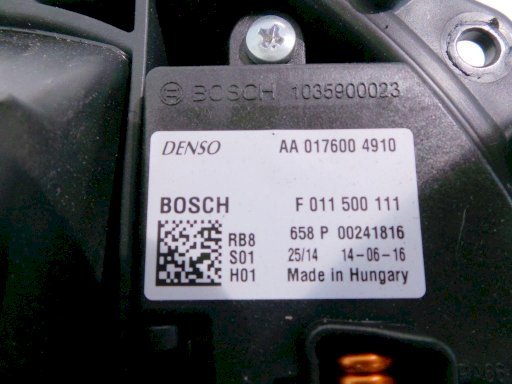 BOSCH 1035900023
DENSO AA 017600 4910
BOSCH F 011 500 111
RB8 658 P 00241816
S01 25/14 14-06-16
H01 Made in Hungary